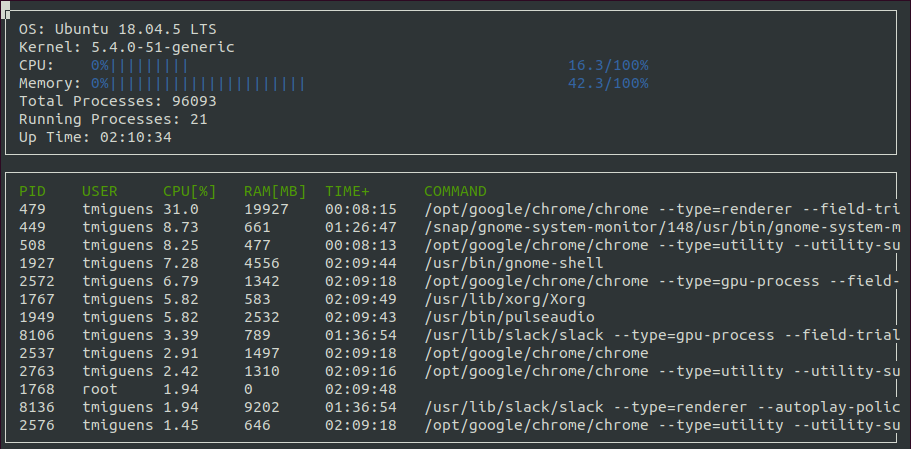 OS: Ubuntu 18.04.5 LTS
Kernel: 5.4.0-51-generic
CPU: 0%||||||||| 16.3/100%
Memory: 0%|||||||||||||||||||||| 42.3/100%
Total Processes: 96093
Running Processes: 21
Up Time: 02:10:34
PID USER CPU[%] RAM[MB] TIME+ COMMAND
479 tmiguens 31.0 19927 00:08:15 /opt/google/chrome/chrome --type=renderer --field-tri
449 tmiguens 8.73 661 01:26:47 /snap/gnome-system-monitor/148/usr/bin/gnome-system-m
508 tmiguens 8.25 477 00:08:13 /opt/google/chrome/chrome --type=utility --utility-su
1927 tmiguens 7.28 4556 02:09:44 /usr/bin/gnome-shell
2572 tmiguens 6.79 1342 02:09:18 /opt/google/chrome/chrome --type=gpu-process --field-
1767 tmiguens 5.82 583 02:09:49 /usr/lib/xorg/Xorg
1949 tmiguens 5.82 2532 02:09:43 /usr/bin/pulseaudio
8106 tmiguens 3.39 789 01:36:54 /usr/lib/slack/slack --type=gpu-process --field-trial
2537 tmiguens 2.91 1497 02:09:18 /opt/google/chrome/chrome
2763 tmiguens 2.42 1310 02:09:16 /opt/google/chrome/chrome --type=utility --utility-su
1768 root 1.94 0 02:09:48
8136 tmiguens 1.94 9202 01:36:54 /usr/lib/slack/slack --type=renderer --autoplay-polic
2576 tmiguens 1.45 646 02:09:18 /opt/google/chrome/chrome --type=utility --utility-su